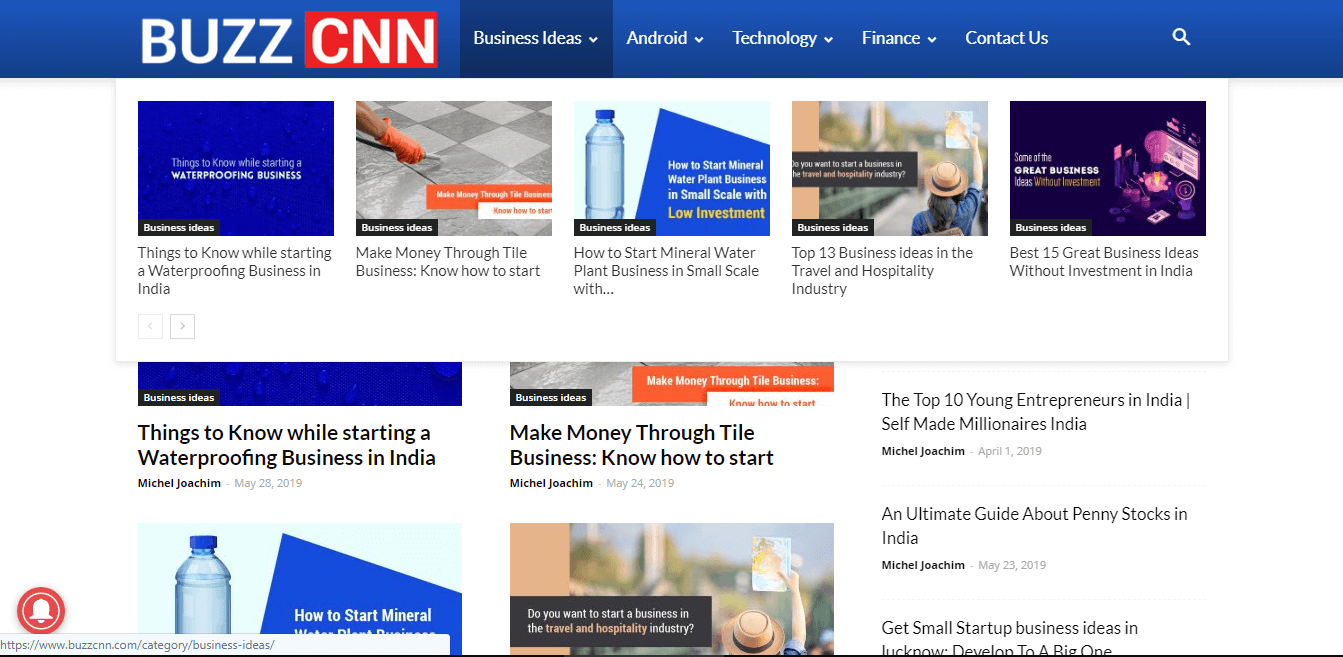 BUZZ CNN
Business Ideas
Android
Technology
Finance
Contact Us
Things to Know while starting a
WATERPROOFING BUSINESS
Business ideas
Things to Know while starting
a Waterproofing Business in
India
Make Money Through Tile Business
Know how to start
Business ideas
Make Money Through Tile
Business: Know how to start
How to Start Mineral
Water Plant Business
in Small Scale with
Low Investment
Business ideas
How to Start Mineral Water
Plant Business in Small Scale
with...
Do you want to start a business in
the travel and hospitality industry?
Business ideas
Top 13 Business ideas in the
Travel and Hospitality
Industry
Some of the
GREAT BUSINESS
Ideas Without Investment
Business ideas
Best 15 Great Business Ideas
Without Investment in India
Business ideas
Things to Know while starting a
Waterproofing Business in India
Michel Joachim - May 28, 2019
Make Money Through Tile Business:
Know how to start
Business ideas
Make Money Through Tile
Business: Know how to start
Michel Joachim - May 24, 2019
How to Start Mineral
Water Plant Business
Do you want to start a business in
the travel and hospitality industry?
The Top 10 Young Entrepreneurs in India |
Self Made Millionaires India
Michel Joachim - April 1, 2019
An Ultimate Guide About Penny Stocks in
India
Michel Joachim - May 23, 2019
Get Small Startup business ideas in
lucknow: Develop To A Big One
https://www.buzzcnn.com/category/business-ideas/